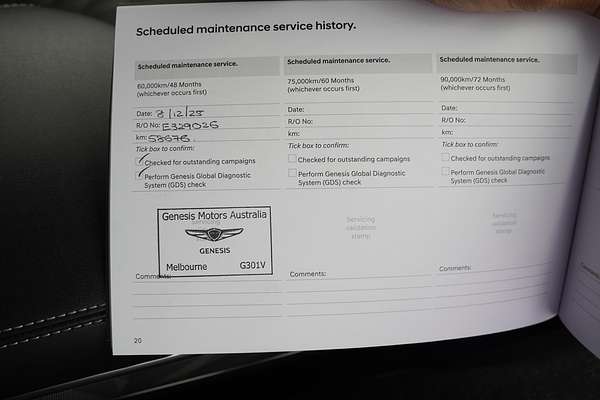 Scheduled maintenance service history.
Scheduled maintenance service.
60,000km/48 Months
(whichever occurs first)
Date: 8/12/25
R/O No: E329026
km: 58676.
Tick box to confirm:
Checked for outstanding campaigns
Perform Genesis Global Diagnostic
System (GDS) check
Genesis Motors Australia
Servicing
GENESIS
Melbourne G301V
Comments:
Scheduled maintenance service.
75,000km/60 Months
(whichever occurs first)
Date:
R/O No:
km:
Tick box to confirm:
Checked for outstanding campaigns
Perform Genesis Global Diagnostic
System (GDS) check
Servicing
validation
stamp
Comments:
Scheduled maintenance service.
90,000km/72 Months
(whichever occurs first)
Date:
R/O No:
km:
Tick box to confirm:
Checked for outstanding campaigns
Perform Genesis Global Diagnostic
System (GDS) check
Servicing
validation
stamp
Comments:
20